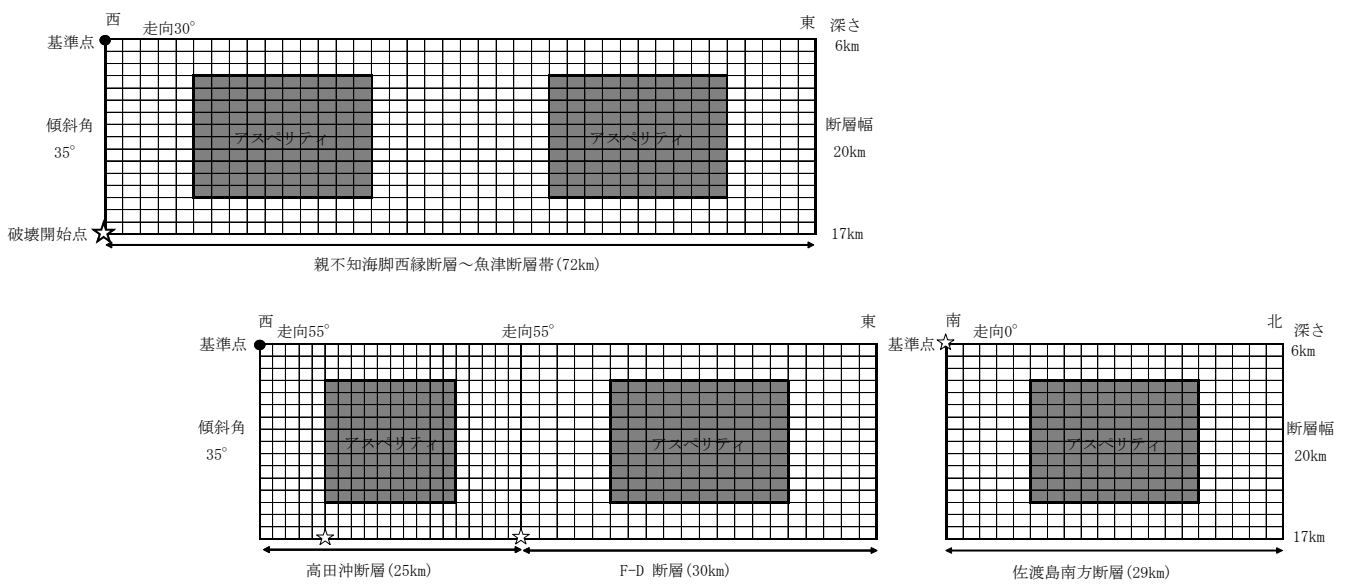 西 走向30° 東 深さ
基準点 6km
傾斜角 アスペリティ アスペリティ 断層幅
35° 20km
破壊開始点 17km
親不知海脚西縁断層～魚津断層帯(72km)
西 走向55° 走向55° 東 南 走向0° 北 深さ
基準点 基準点 6km
傾斜角 アスペリティ アスペリティ アスペリティ 断層幅
35° 20km
17km
高田沖断層(25km) F-D 断層(30km) 佐渡島南方断層(29km)